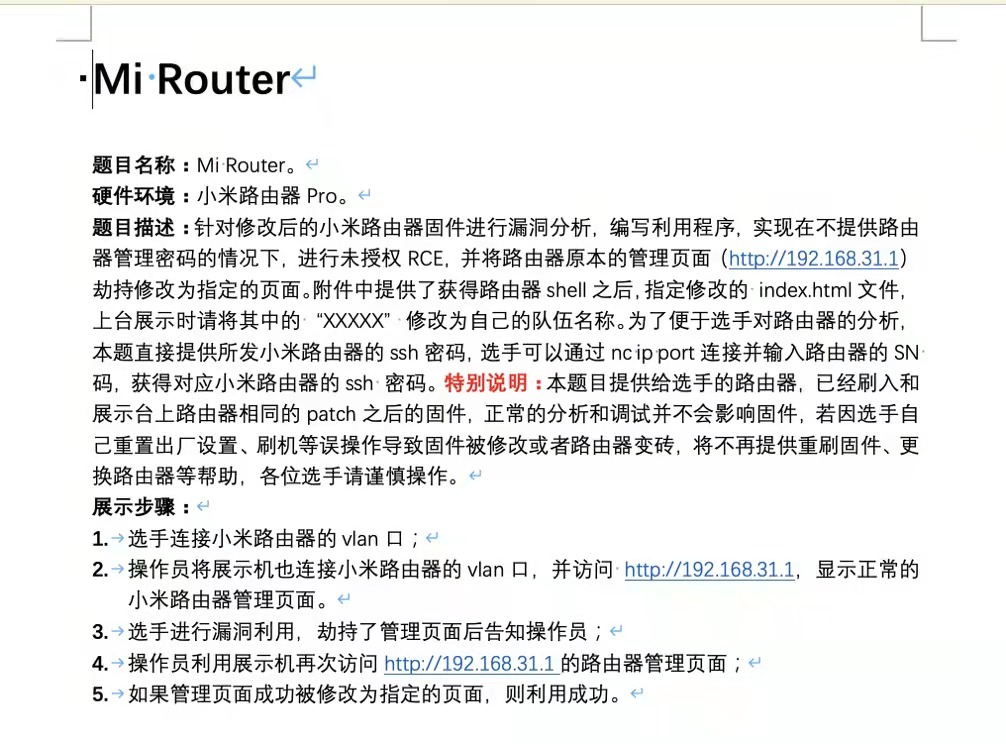 Mi Router
题目名称：Mi Router。
硬件环境：小米路由器 Pro。
题目描述：针对修改后的小米路由器固件进行漏洞分析，编写利用程序，实现在不提供路由
器管理密码的情况下，进行未授权 RCE，并将路由器原本的管理页面（http://192.168.31.1）
劫持修改为指定的页面。附件中提供了获得路由器 shell 之后，指定修改的 index.html 文件，
上台展示时请将其中的 “XXXXX” 修改为自己的队伍名称。为了便于选手对路由器的分析，
本题直接提供所发小米路由器的 ssh 密码，选手可以通过 nc ip port 连接并输入路由器的 SN
码，获得对应小米路由器的 ssh 密码。特别说明：本题目提供给选手的路由器，已经刷入和
展示台上路由器相同的 patch 之后的固件，正常的分析和调试并不会影响固件，若因选手自
己重置出厂设置、刷机等误操作导致固件被修改或者路由器变砖，将不再提供重刷固件、更
换路由器等帮助，各位选手请谨慎操作。
展示步骤：
1. 选手连接小米路由器的 vlan 口；
2. 操作员将展示机也连接小米路由器的 vlan 口，并访问 http://192.168.31.1，显示正常的
小米路由器管理页面。
3. 选手进行漏洞利用，劫持了管理页面后告知操作员；
4. 操作员利用展示机再次访问 http://192.168.31.1 的路由器管理页面；
5. 如果管理页面成功被修改为指定的页面，则利用成功。